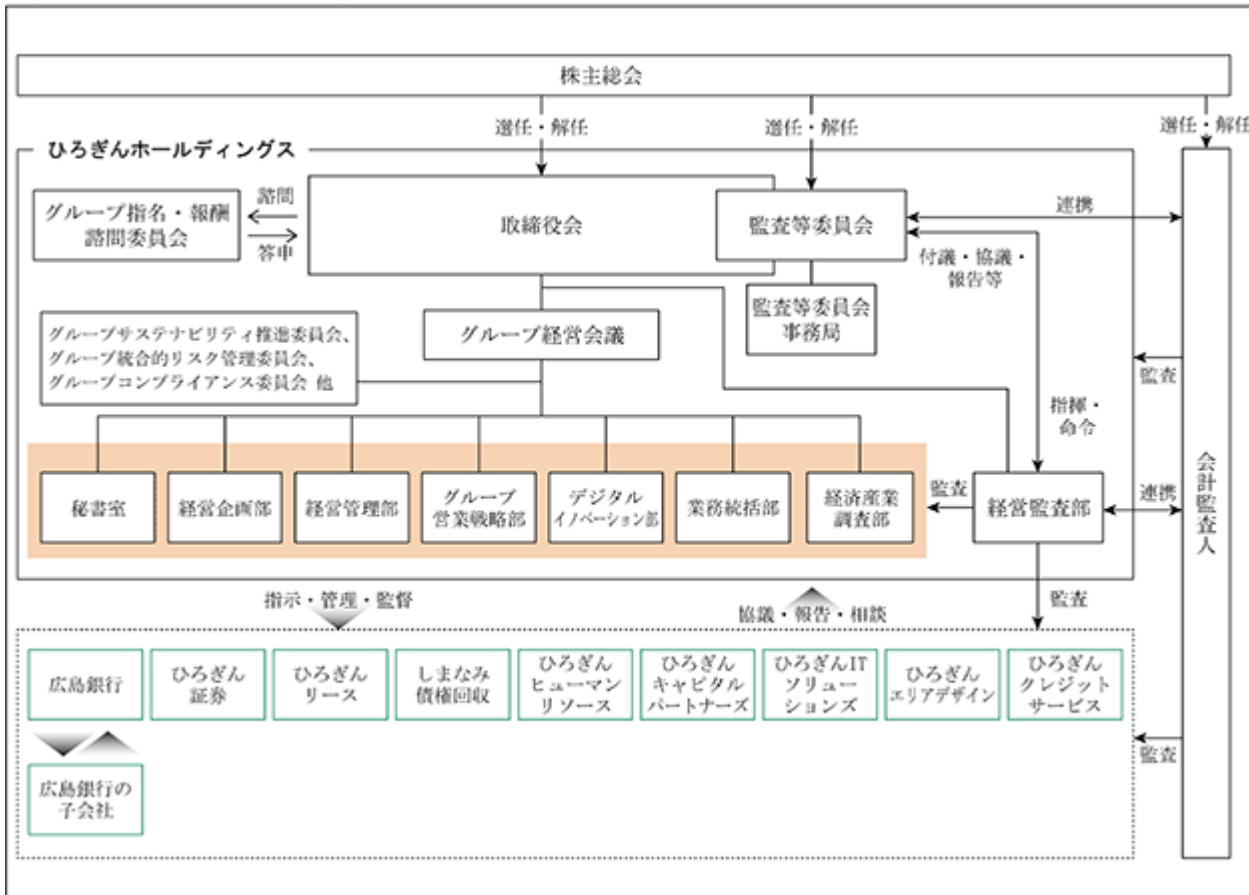 株主総会
選任・解任
選任・解任
選任・解任
ひろぎんホールディングス
グループ指名・報酬
諮問委員会
諮問
答申
取締役会
監査等委員会
連携
付議・協議・
報告等
監査等委員会
事務局
グループサステナビリティ推進委員会、
グループ統合的リスク管理委員会、
グループコンプライアンス委員会 他
グループ経営会議
監査
指揮・
命令
秘書室
経営企画部
経営管理部
グループ
営業戦略部
デジタル
イノベーション部
業務統括部
経済産業
調査部
監査
経営監査部
連携
会計監査人
指示・管理・監督
協議・報告・相談
監査
広島銀行
ひろぎん
証券
ひろぎん
リース
しまなみ
債権回収
ひろぎん
ヒューマン
リソース
ひろぎん
キャピタル
パートナーズ
ひろぎんIT
ソリュー
ションズ
ひろぎん
エリアデザイン
ひろぎん
クレジット
サービス
監査
広島銀行の
子会社